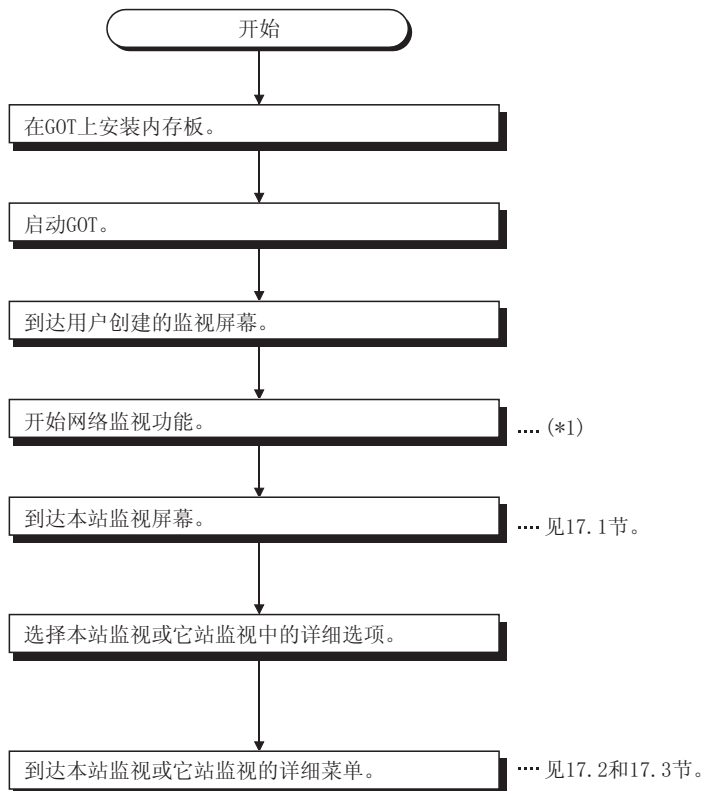 开始
在GOT上安装内存板。
启动GOT。
到达用户创建的监视屏幕。
开始网络监视功能。
.... (*1)
到达本站监视屏幕。
.... 见17.1节。
选择本站监视或它站监视中的详细选项。
到达本站监视或它站监视的详细菜单。
.... 见17.2和17.3节。